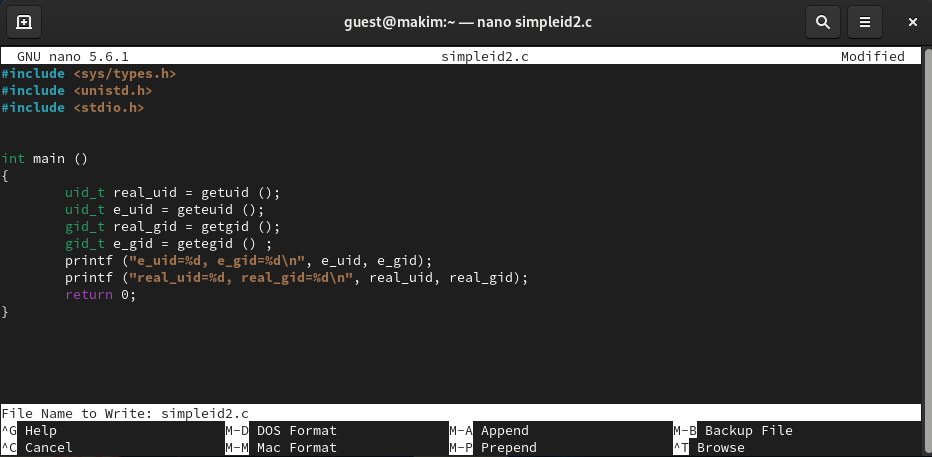 guest@makim:~ — nano simpleid2.c
GNU nano 5.6.1 simpleid2.c Modified
#include <sys/types.h>
#include <unistd.h>
#include <stdio.h>
int main ()
{
uid_t real_uid = getuid ();
uid_t e_uid = geteuid ();
gid_t real_gid = getgid ();
gid_t e_gid = getegid () ;
printf ("e_uid=%d, e_gid=%d\n", e_uid, e_gid);
printf ("real_uid=%d, real_gid=%d\n", real_uid, real_gid);
return 0;
}
File Name to Write: simpleid2.c
^G Help M-D DOS Format M-A Append M-B Backup File
^C Cancel M-M Mac Format M-P Prepend ^T Browse